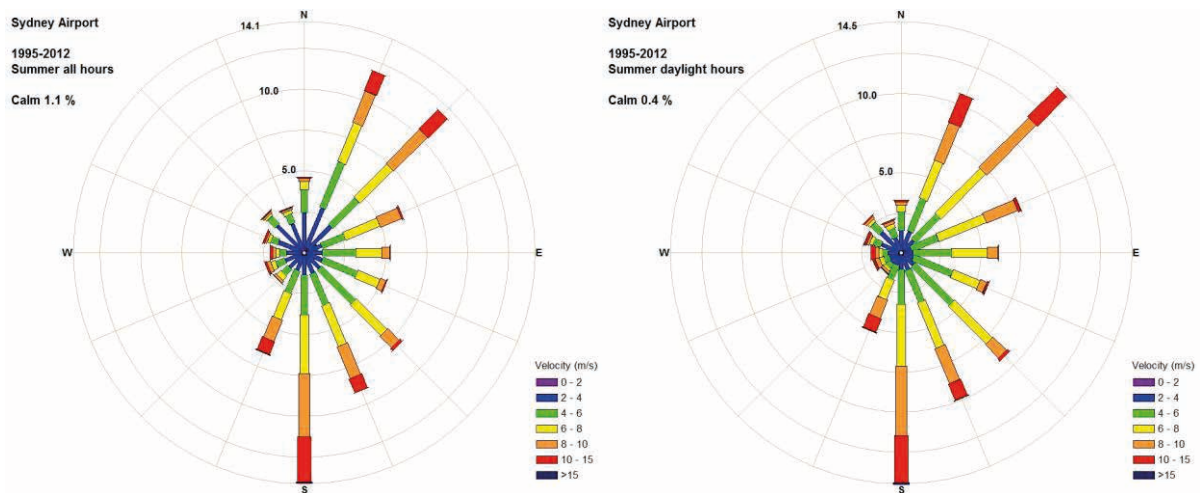 Sydney Airport
1995-2012
Summer all hours
Calm 1.1 %
N
14.1
10.0
5.0
W
E
S
Velocity (m/s)
0 - 2
2 - 4
4 - 6
6 - 8
8 - 10
10 - 15
>15
Sydney Airport
1995-2012
Summer daylight hours
Calm 0.4 %
N
14.5
10.0
5.0
W
E
S
Velocity (m/s)
0 - 2
2 - 4
4 - 6
6 - 8
8 - 10
10 - 15
>15